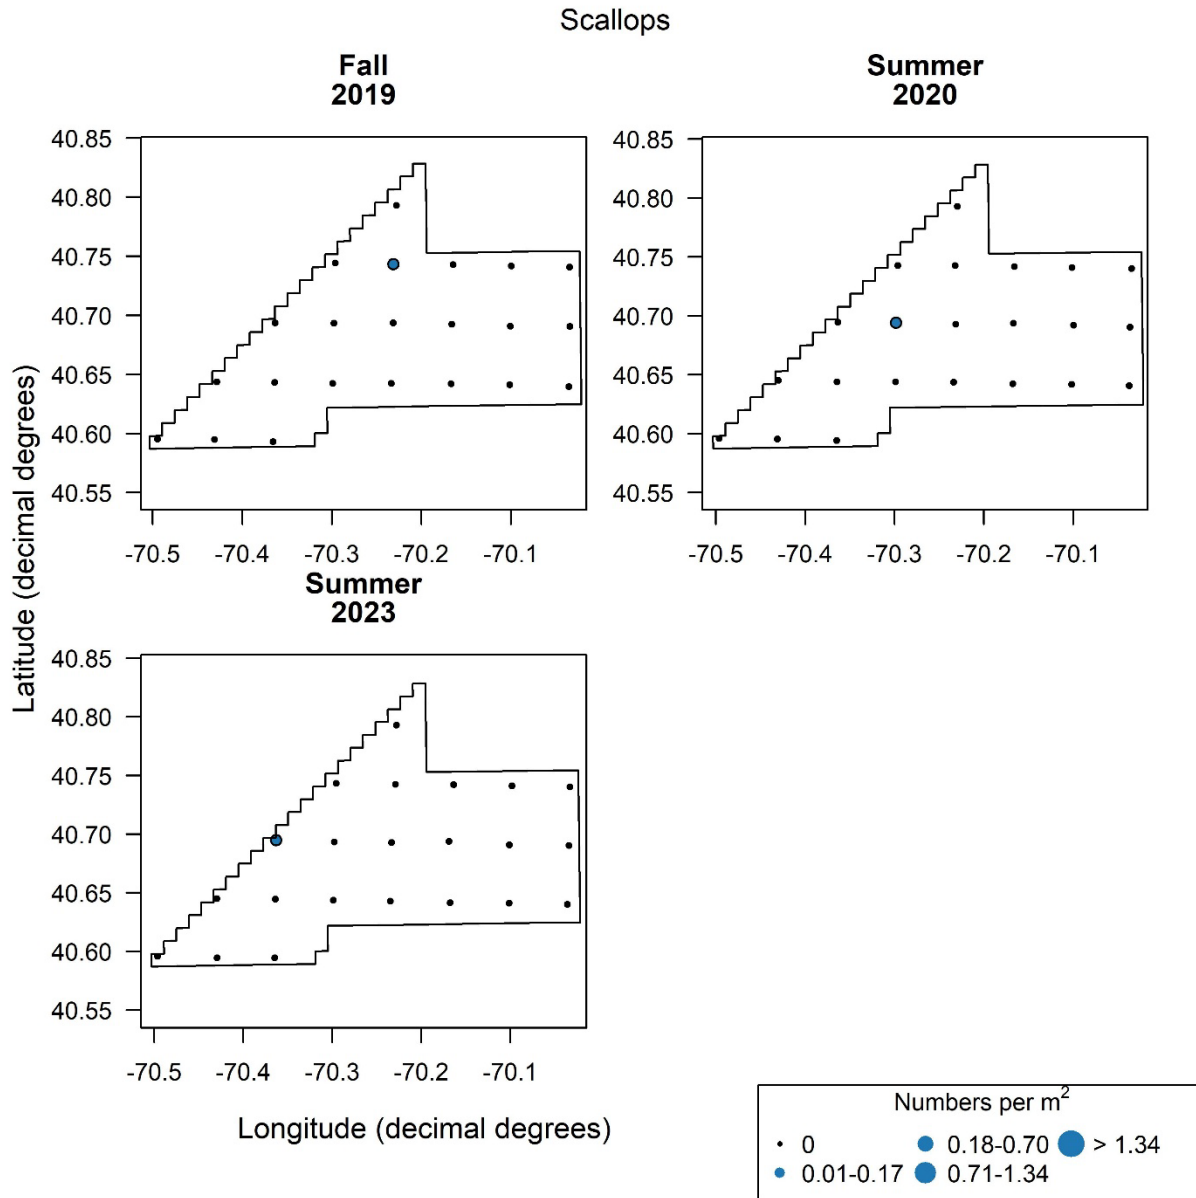 Scallops
Fall
2019
Summer
2020
40.85
40.80
40.75
40.70
40.65
40.60
40.55
-70.5 -70.4 -70.3 -70.2 -70.1
40.85
40.80
40.75
40.70
40.65
40.60
40.55
-70.5 -70.4 -70.3 -70.2 -70.1
Summer
2023
40.85
40.80
40.75
40.70
40.65
40.60
40.55
-70.5 -70.4 -70.3 -70.2 -70.1
Latitude (decimal degrees)
Longitude (decimal degrees)
Numbers per m²
0 0.18-0.70 > 1.34
0.01-0.17 0.71-1.34